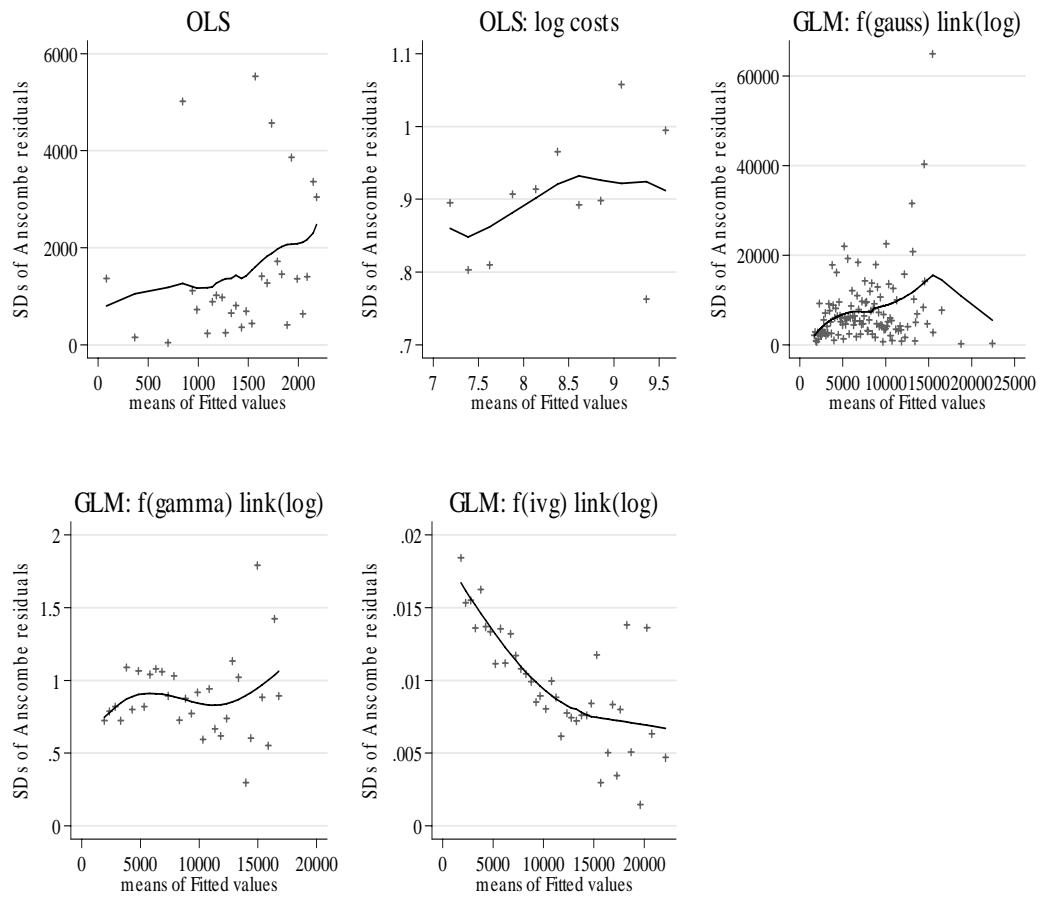 OLS
SDs of Anscombe residuals
6000
4000
2000
0
0 500 1000 1500 2000
means of Fitted values
OLS: log costs
SDs of Anscombe residuals
1.1
1
.9
.8
.7
7 7.5 8 8.5 9 9.5
means of Fitted values
GLM: f(gauss) link(log)
SDs of Anscombe residuals
60000
40000
20000
0
0 5000 10000 15000 20000 25000
means of Fitted values
GLM: f(gamma) link(log)
SDs of Anscombe residuals
2
1.5
1
.5
0
0 5000 10000 15000 20000
means of Fitted values
GLM: f(ivg) link(log)
SDs of Anscombe residuals
.02
.015
.01
.005
0
0 5000 10000 15000 20000
means of Fitted values